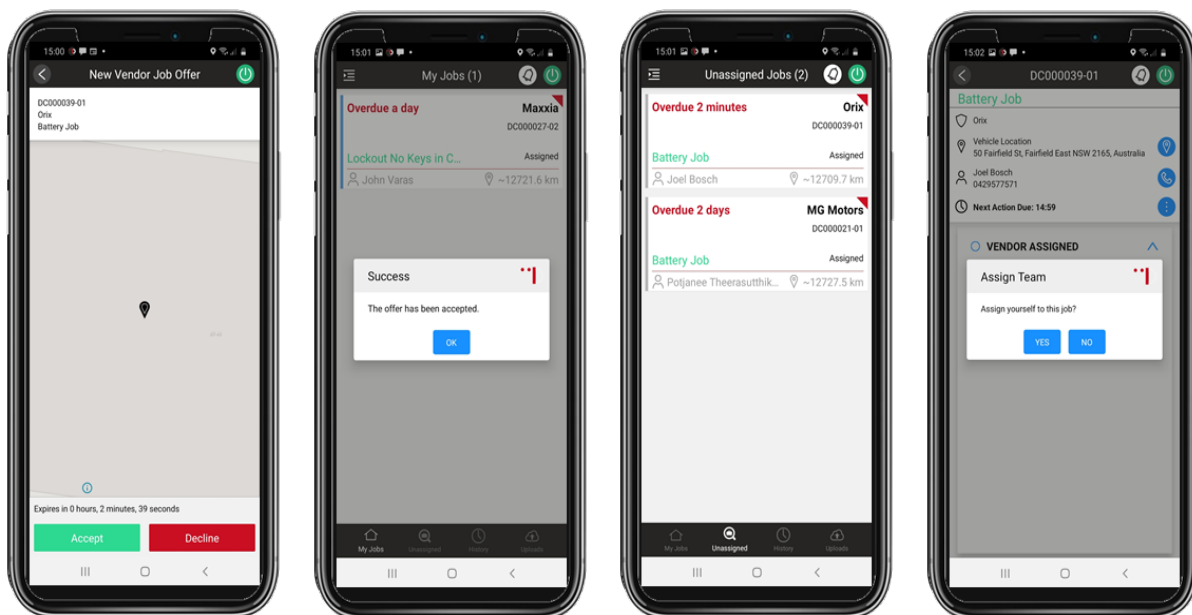 15:00
New Vendor Job Offer
DC000039-01
Orix
Battery Job
Expires in 0 hours, 2 minutes, 39 seconds
Accept
Decline
15:01
My Jobs (1)
Overdue a day
Maxxia
DC000027-02
Lockout No Keys in C...
Assigned
John Varas
~12721.6 km
Success
The offer has been accepted.
OK
My Jobs
Unassigned
History
Uploads
15:01
Unassigned Jobs (2)
Overdue 2 minutes
Orix
DC000039-01
Battery Job
Assigned
Joel Bosch
~12709.7 km
Overdue 2 days
MG Motors
DC000021-01
Battery Job
Assigned
Potjanee Theerasutthik...
~12727.5 km
My Jobs
Unassigned
History
Uploads
15:02
DC000039-01
Battery Job
Orix
Vehicle Location
50 Fairfield St, Fairfield East NSW 2165, Australia
Joel Bosch
0429577571
Next Action Due: 14:59
VENDOR ASSIGNED
Assign Team
Assign yourself to this job?
YES
NO